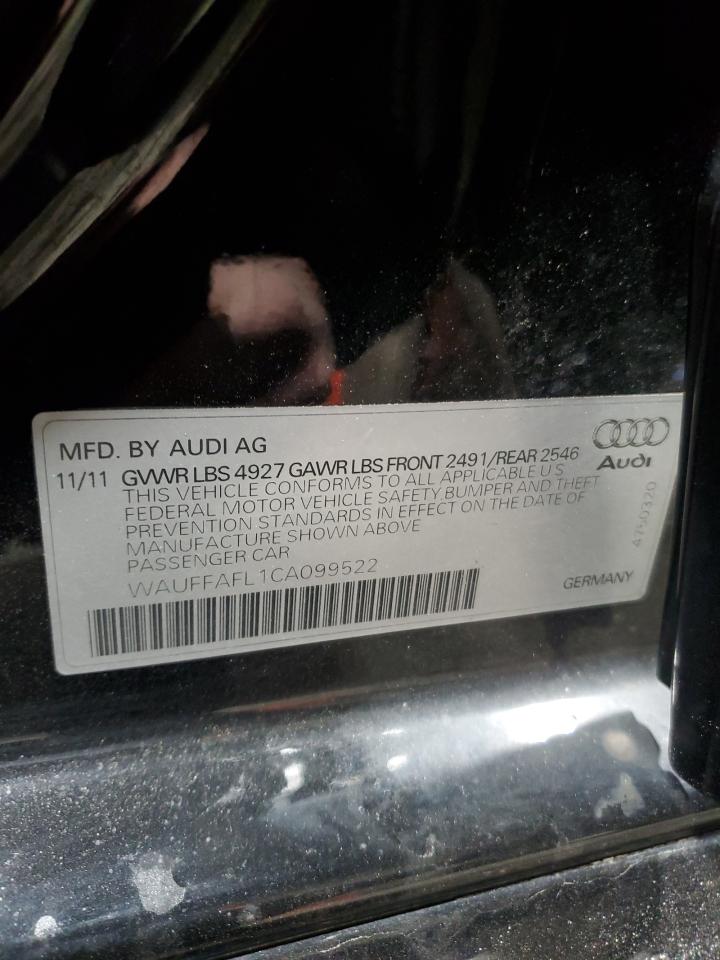 MFD. BY AUDI AG
11/11 GVWR LBS 4927 GAWR LBS FRONT 2491/REAR 2546
THIS VEHICLE CONFORMS TO ALL APPLICABLE U S
FEDERAL MOTOR VEHICLE SAFETY,BUMPER AND THEFT
PREVENTION STANDARDS IN EFFECT ON THE DATE OF
MANUFACTURE SHOWN ABOVE
PASSENGER CAR
WAUFFAFL1CA099522
Audi
4750320
GERMANY